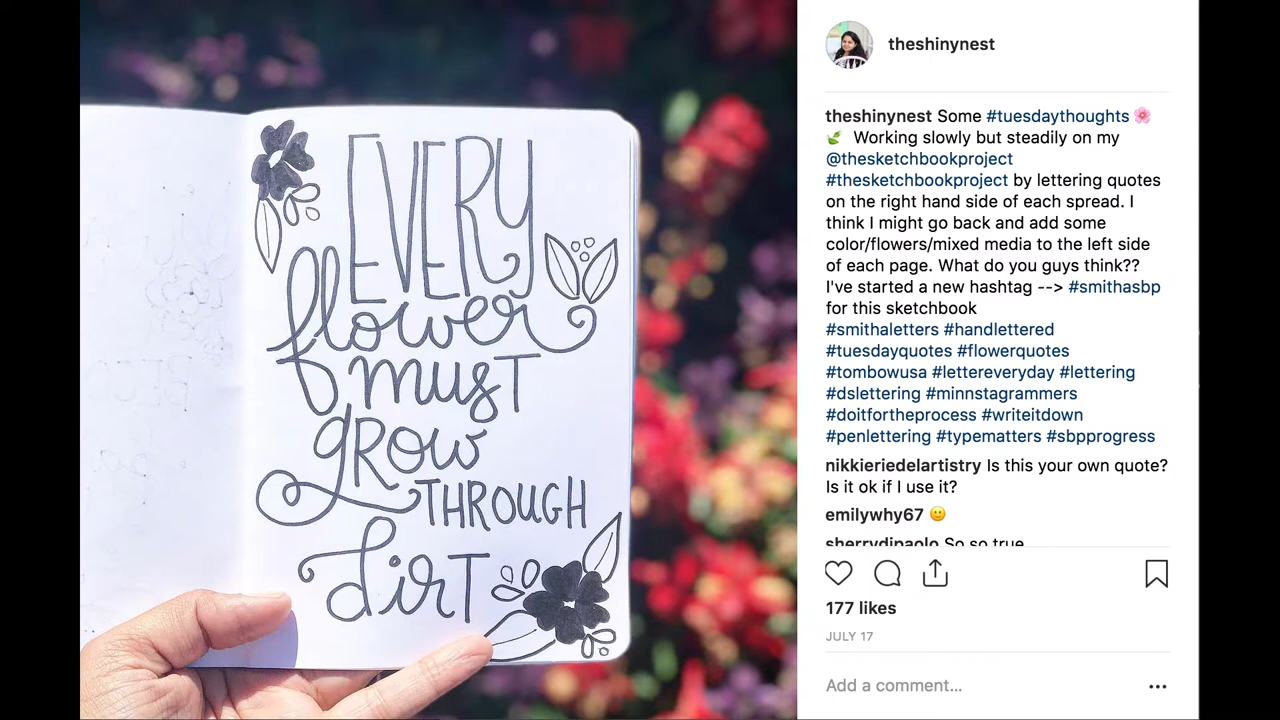 EVERY
flower
must
grow
THROUGH
dirt
theshinynest
theshinynest Some #tuesdaythoughts 🌸
🍃 Working slowly but steadily on my
@thesketchbookproject
#thesketchbookproject by lettering quotes
on the right hand side of each spread. I
think I might go back and add some
color/flowers/mixed media to the left side
of each page. What do you guys think??
I've started a new hashtag --> #smithasbp
for this sketchbook
#smithaletters #handlettered
#tuesdayquotes #flowerquotes
#tombowusa #lettereveryday #lettering
#dslettering #minnstagrammers
#doitfortheprocess #writeitdown
#penlettering #typematters #sbpprogress
nikkieriedelartistry Is this your own quote?
Is it ok if I use it?
emilywhy67 🙂
sherrydipaolo So so true
177 likes
JULY 17
Add a comment...